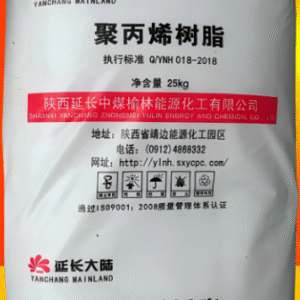 YANCHANG MAINLAND
聚丙烯树脂
执行标准 Q/YNH 018-2018
净含量 25kg
陕西延长中煤榆林能源化工有限公司
SHAANXI YANCHANG ZHONGMEI YULIN ENERGY AND CHEMICAL CO., LTD
地址:陕西省靖边能源化工园区
电话:(0912)4868332
网址:http://ylnh.sxycpc.com
通过ISO9001:2008质量管理体系认证
延长大陆
YANCHANG MAINLAND